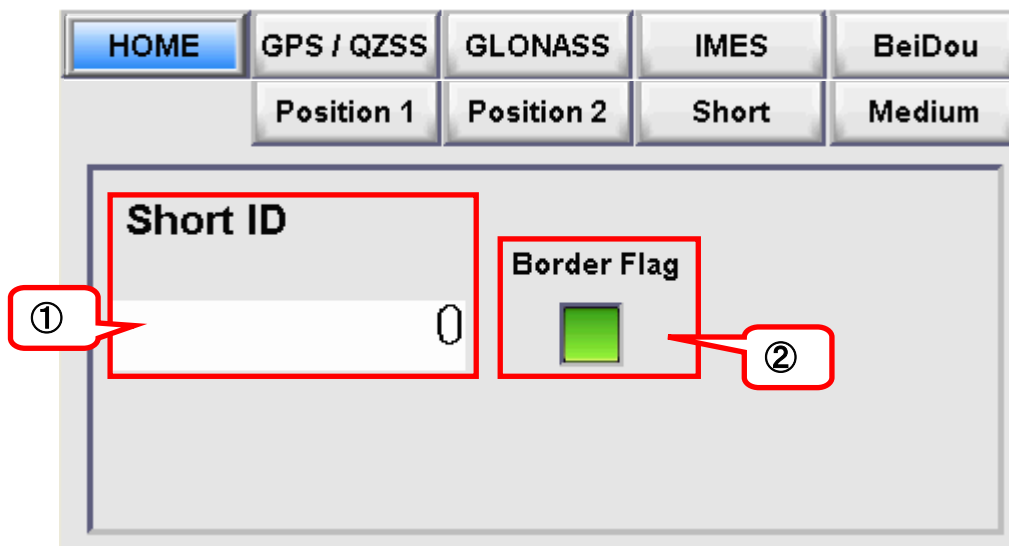 HOME GPS / QZSS GLONASS IMES BeiDou
Position 1 Position 2 Short Medium
Short ID
Border Flag
① 0
②